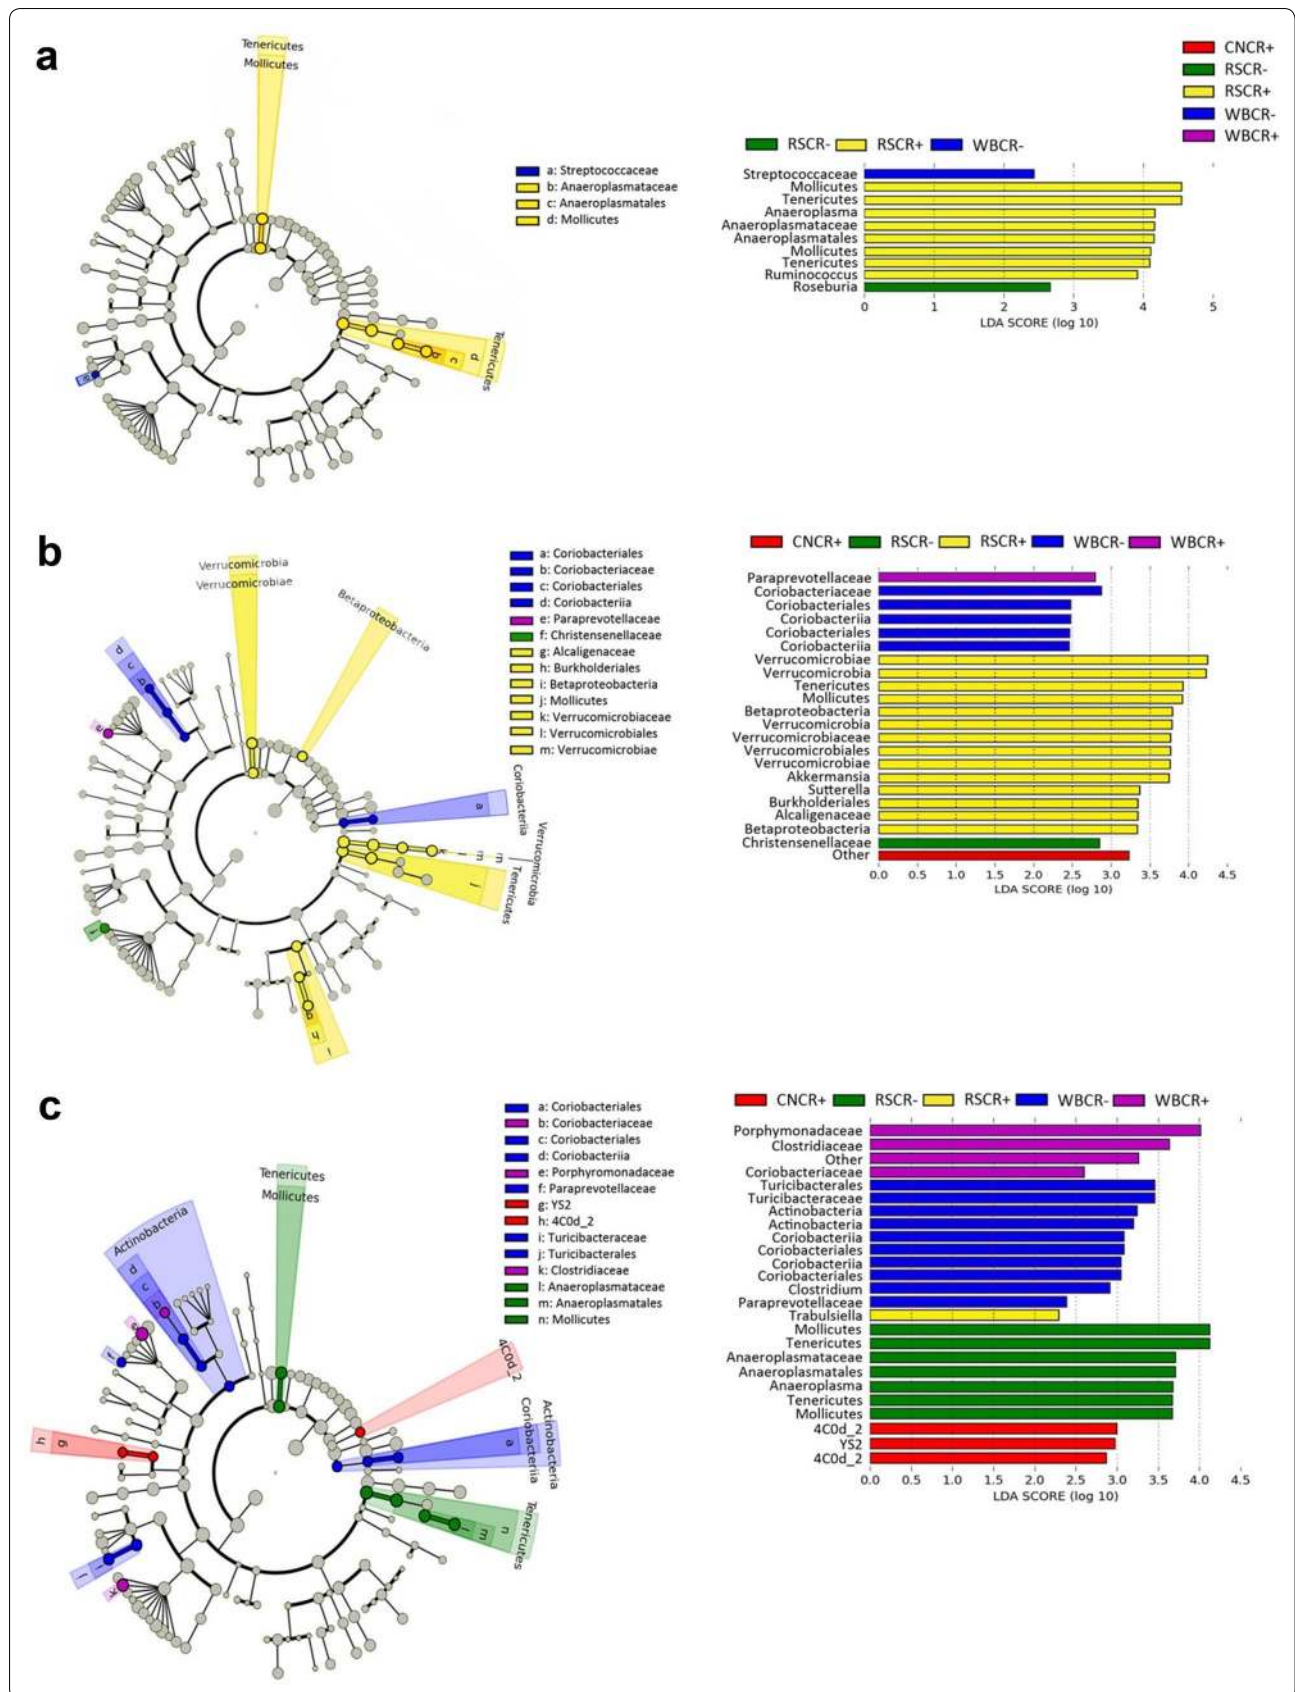 a
Tenericutes
Mollicutes
b
c
d
Tenericutes
a: Streptococcaceae
b: Anaeroplasmataceae
c: Anaeroplasmatales
d: Mollicutes
CNCR+
RSCR-
RSCR+
WBCR-
WBCR+
RSCR- RSCR+ WBCR-
Streptococcaceae
Mollicutes
Tenericutes
Anaeroplasma
Anaeroplasmataceae
Anaeroplasmatales
Mollicutes
Tenericutes
Ruminococcus
Roseburia
0 1 2 3 4 5
LDA SCORE (log 10)
b
Verrucomicrobia
Verrucomicrobiae
Betaproteobacteria
d
c
b
e
Coriobacteriia
a
Verrucomicrobia
k l m m
Tenericutes
j
f
g
h
i
a: Coriobacteriales
b: Coriobacteriaceae
c: Coriobacteriales
d: Coriobacteriia
e: Paraprevotellaceae
f: Christensenellaceae
g: Alcaligenaceae
h: Burkholderiales
i: Betaproteobacteria
j: Mollicutes
k: Verrucomicrobiaceae
l: Verrucomicrobiales
m: Verrucomicrobiae
CNCR+ RSCR- RSCR+ WBCR- WBCR+
Paraprevotellaceae
Coriobacteriaceae
Coriobacteriales
Coriobacteriia
Coriobacteriales
Coriobacteriia
Verrucomicrobiae
Verrucomicrobia
Tenericutes
Mollicutes
Betaproteobacteria
Verrucomicrobia
Verrucomicrobiaceae
Verrucomicrobiales
Verrucomicrobiae
Akkermansia
Sutterella
Burkholderiales
Alcaligenaceae
Betaproteobacteria
Christensenellaceae
Other
0.0 0.5 1.0 1.5 2.0 2.5 3.0 3.5 4.0 4.5
LDA SCORE (log 10)
c
Tenericutes
Mollicutes
Actinobacteria
d
c
b
e
f
4C0d_2
Actinobacteria
Coriobacteriia
a
h g
Tenericutes
l m n
j i
k
a: Coriobacteriales
b: Coriobacteriaceae
c: Coriobacteriales
d: Coriobacteriia
e: Porphyromonadaceae
f: Paraprevotellaceae
g: YS2
h: 4C0d_2
i: Turicibacteraceae
j: Turicibacterales
k: Clostridiaceae
l: Anaeroplasmataceae
m: Anaeroplasmatales
n: Mollicutes
CNCR+ RSCR- RSCR+ WBCR- WBCR+
Porphymonadaceae
Clostridiaceae
Other
Coriobacteriaceae
Turicibacterales
Turicibacteraceae
Actinobacteria
Actinobacteria
Coriobacteriia
Coriobacteriales
Coriobacteriia
Coriobacteriales
Clostridium
Paraprevotellaceae
Trabulsiella
Mollicutes
Tenericutes
Anaeroplasmataceae
Anaeroplasmatales
Anaeroplasma
Tenericutes
Mollicutes
4C0d_2
YS2
4C0d_2
0.0 0.5 1.0 1.5 2.0 2.5 3.0 3.5 4.0 4.5
LDA SCORE (log 10)